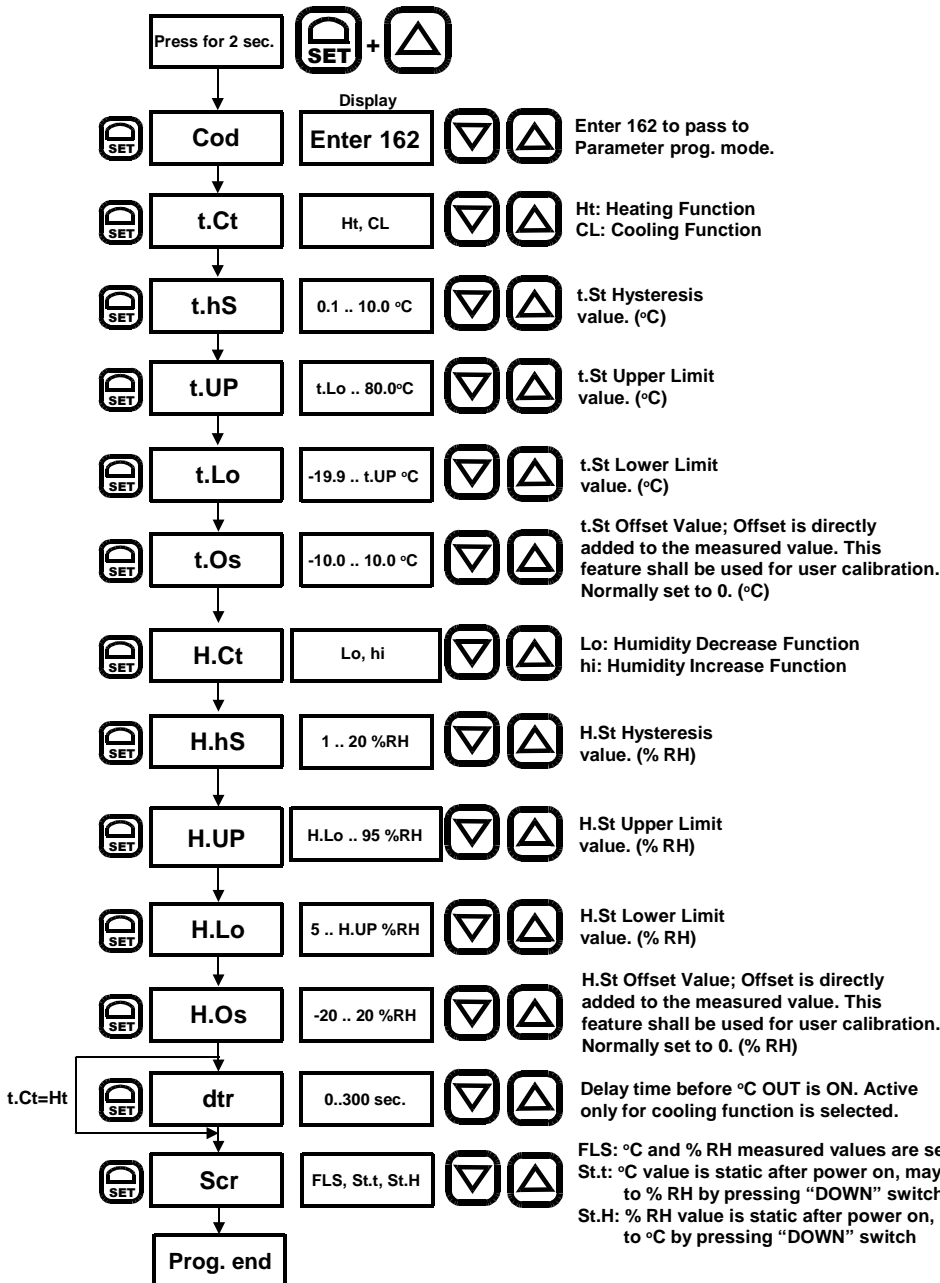 Press for 2 sec.
SET
+
Display
SET
Cod
Enter 162
Enter 162 to pass to
Parameter prog. mode.
SET
t.Ct
Ht, CL
Ht: Heating Function
CL: Cooling Function
SET
t.hS
0.1 .. 10.0 °C
t.St Hysteresis
value. (°C)
SET
t.UP
t.Lo .. 80.0°C
t.St Upper Limit
value. (°C)
SET
t.Lo
-19.9 .. t.UP °C
t.St Lower Limit
value. (°C)
SET
t.Os
-10.0 .. 10.0 °C
t.St Offset Value; Offset is directly
added to the measured value. This
feature shall be used for user calibration.
Normally set to 0. (°C)
SET
H.Ct
Lo, hi
Lo: Humidity Decrease Function
hi: Humidity Increase Function
SET
H.hS
1 .. 20 %RH
H.St Hysteresis
value. (% RH)
SET
H.UP
H.Lo .. 95 %RH
H.St Upper Limit
value. (% RH)
SET
H.Lo
5 .. H.UP %RH
H.St Lower Limit
value. (% RH)
SET
H.Os
-20 .. 20 %RH
H.St Offset Value; Offset is directly
added to the measured value. This
feature shall be used for user calibration.
Normally set to 0. (% RH)
t.Ct=Ht
SET
dtr
0..300 sec.
Delay time before °C OUT is ON. Active
only for cooling function is selected.
SET
Scr
FLS, St.t, St.H
FLS: °C and % RH measured values are
St.t: °C value is static after power on, may
to % RH by pressing “DOWN” switch
St.H: % RH value is static after power on,
to °C by pressing “DOWN” switch
Prog. end